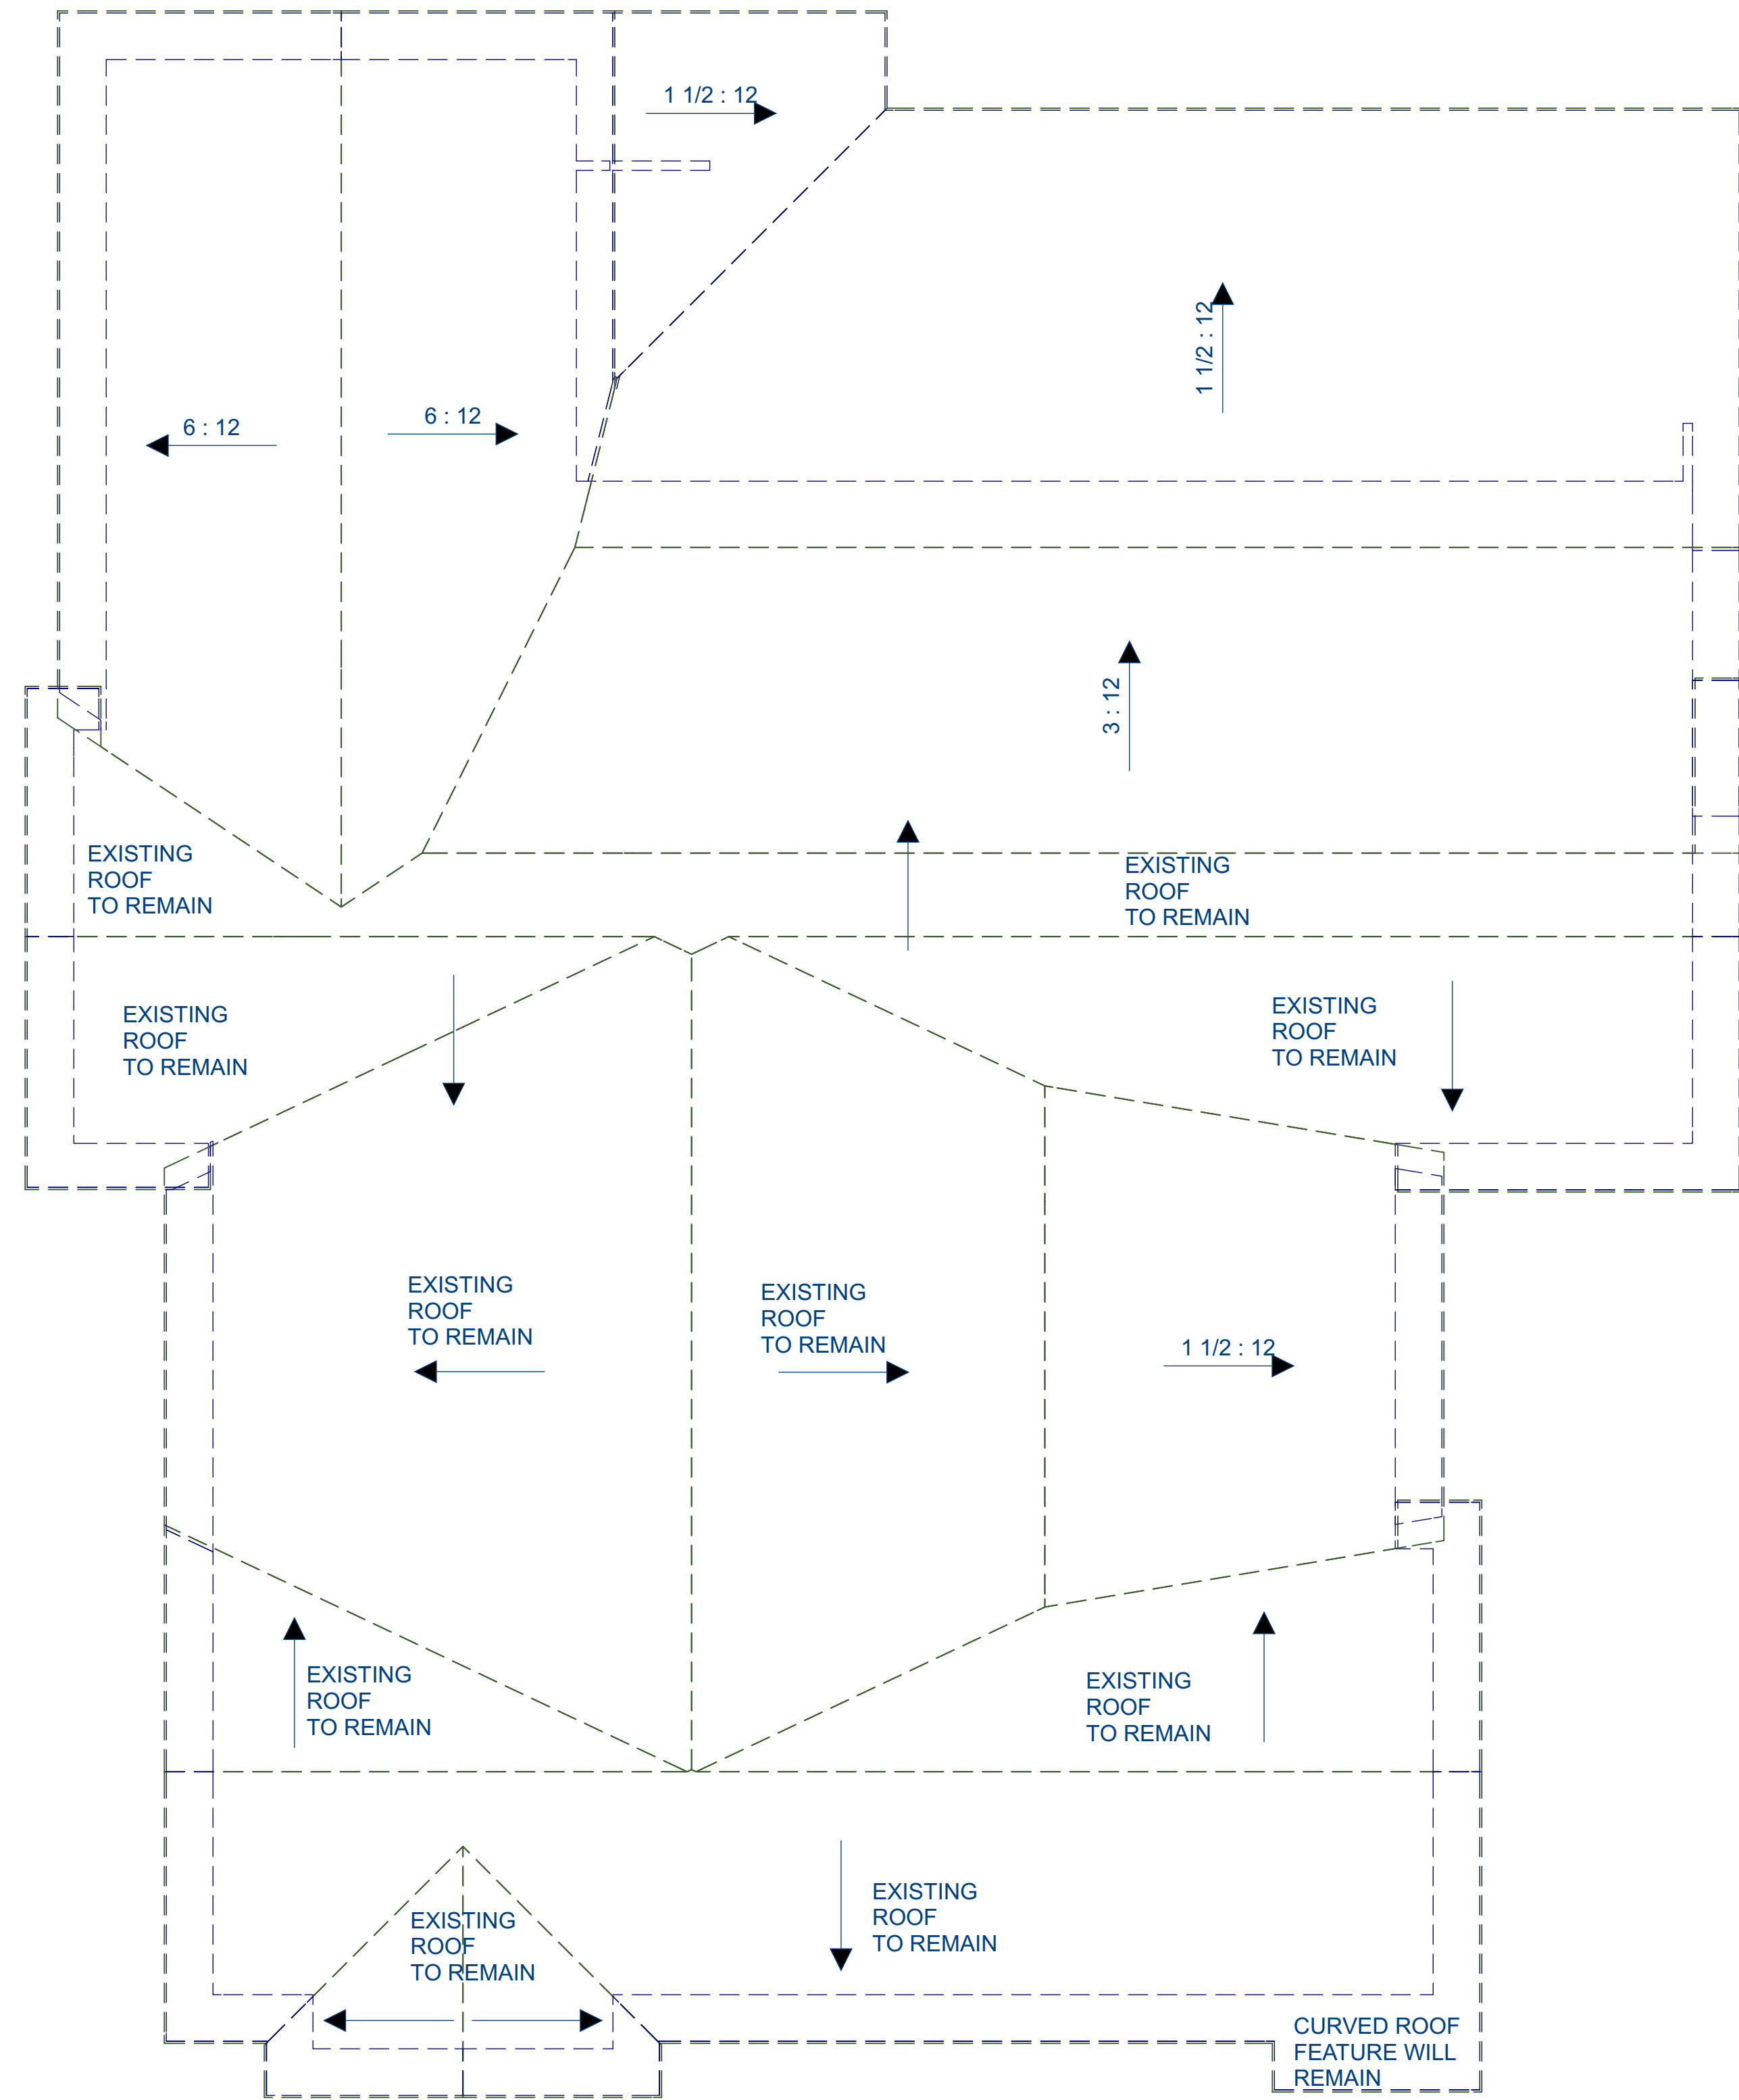 1 1/2 : 12
1 1/2 : 12
6 : 12
6 : 12
3 : 12
EXISTING
ROOF
TO REMAIN
EXISTING
ROOF
TO REMAIN
EXISTING
ROOF
TO REMAIN
EXISTING
ROOF
TO REMAIN
EXISTING
ROOF
TO REMAIN
EXISTING
ROOF
TO REMAIN
1 1/2 : 12
EXISTING
ROOF
TO REMAIN
EXISTING
ROOF
TO REMAIN
EXISTING
ROOF
TO REMAIN
EXISTING
ROOF
TO REMAIN
CURVED ROOF
FEATURE WILL
REMAIN